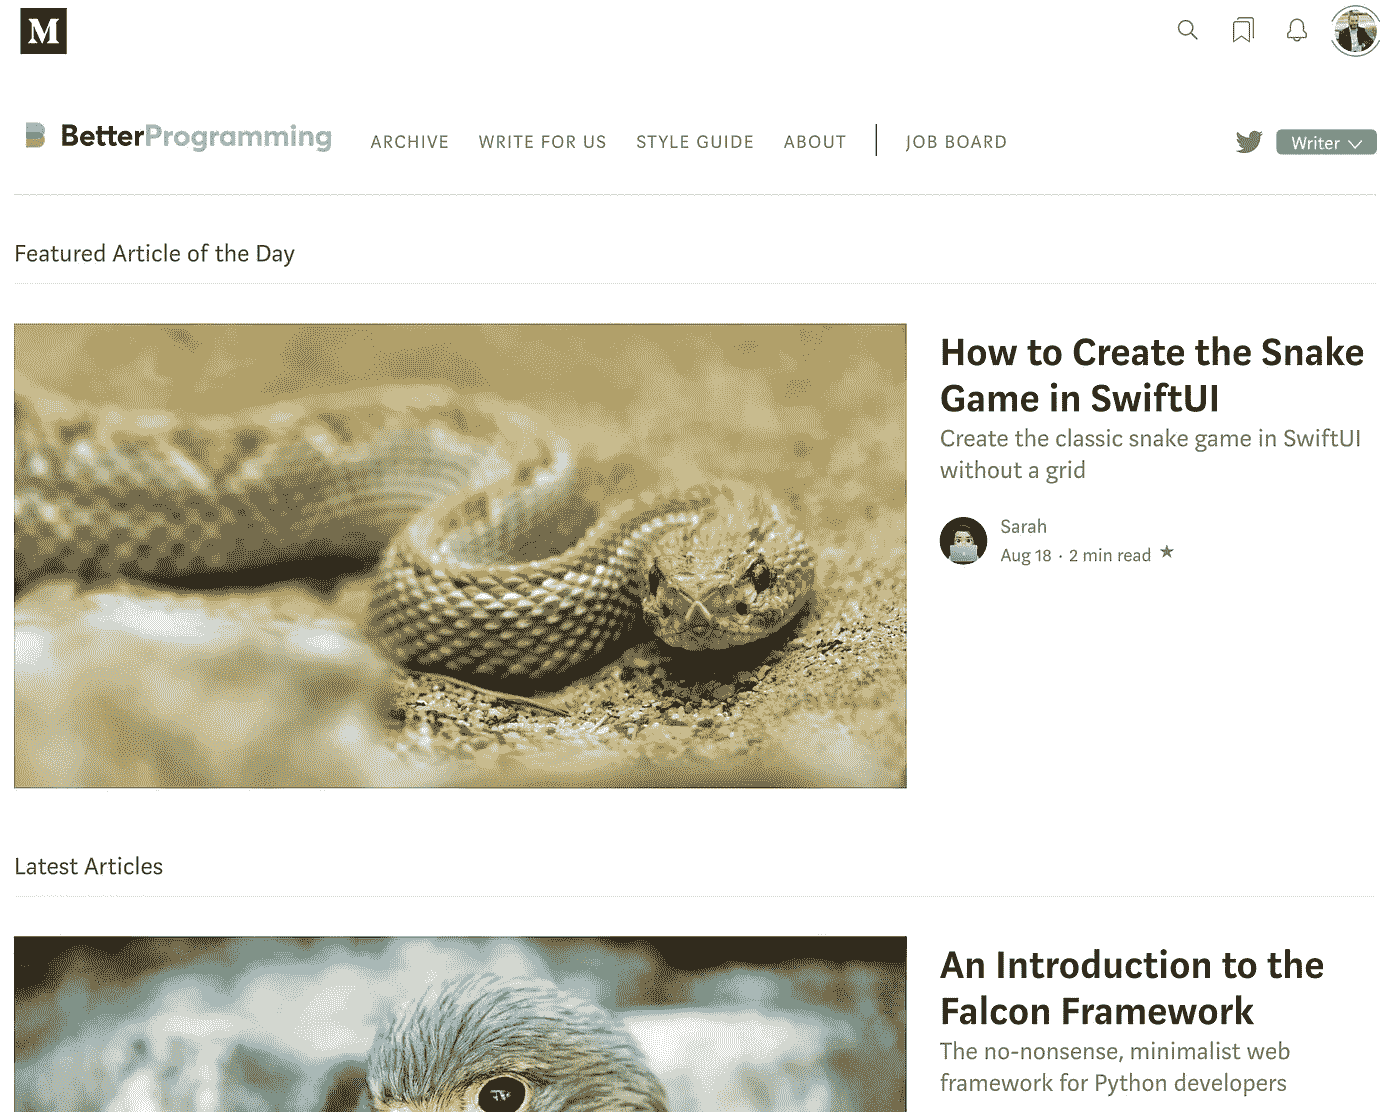 M
BetterProgramming
ARCHIVE WRITE FOR US STYLE GUIDE ABOUT JOB BOARD
Writer
Featured Article of the Day
How to Create the Snake
Game in SwiftUI
Create the classic snake game in SwiftUI
without a grid
Sarah
Aug 18 · 2 min read ★
Latest Articles
An Introduction to the
Falcon Framework
The no-nonsense, minimalist web
framework for Python developers